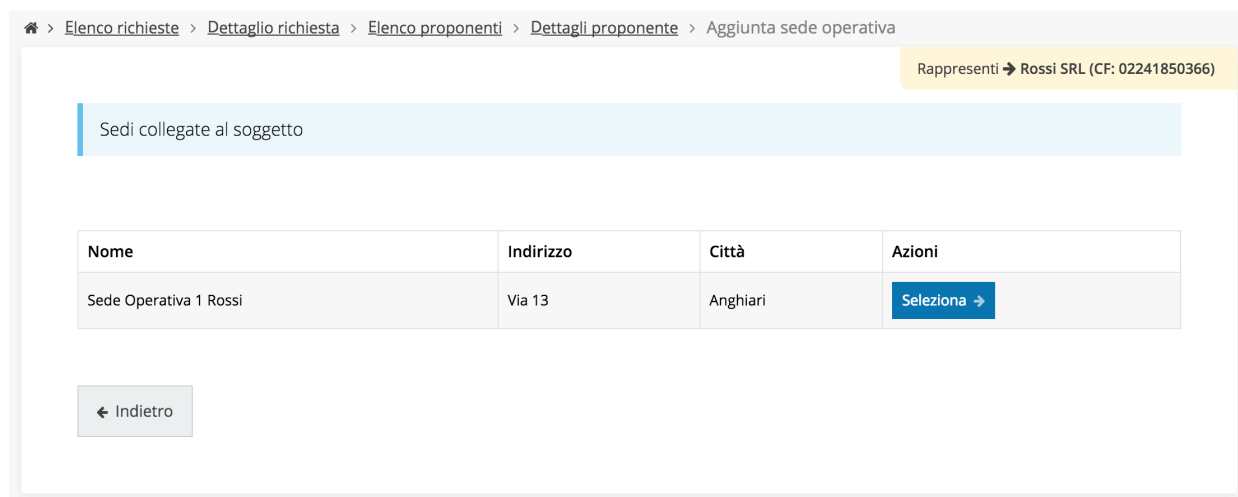 Elenco richieste > Dettaglio richiesta > Elenco proponenti > Dettagli proponente > Aggiunta sede operativa
Rappresenti → Rossi SRL (CF: 02241850366)
Sedi collegate al soggetto
Nome Indirizzo Città Azioni
Sede Operativa 1 Rossi Via 13 Anghiari Seleziona →
← Indietro